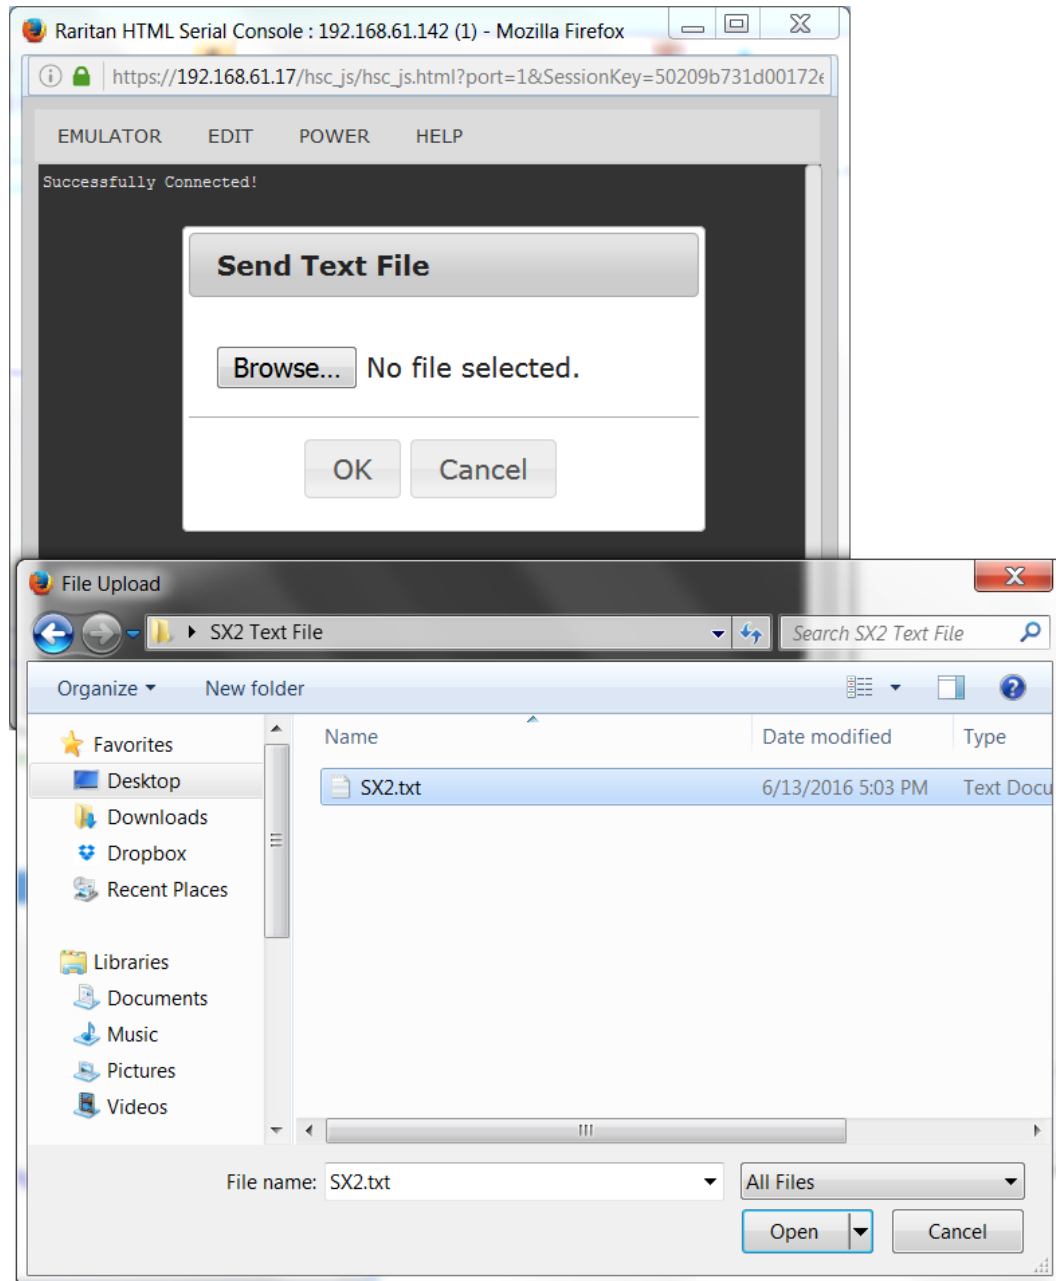 Raritan HTML Serial Console : 192.168.61.142 (1) - Mozilla Firefox
https://192.168.61.17/hsc_js/hsc_js.html?port=1&SessionKey=50209b731d00172e
EMULATOR EDIT POWER HELP
Successfully Connected!
Send Text File
Browse... No file selected.
OK Cancel
File Upload
SX2 Text File Search SX2 Text File
Organize New folder
Name Date modified Type
Favorites
Desktop
SX2.txt 6/13/2016 5:03 PM Text Docu
Downloads
Dropbox
Recent Places
Libraries
Documents
Music
Pictures
Videos
File name: SX2.txt All Files
Open Cancel